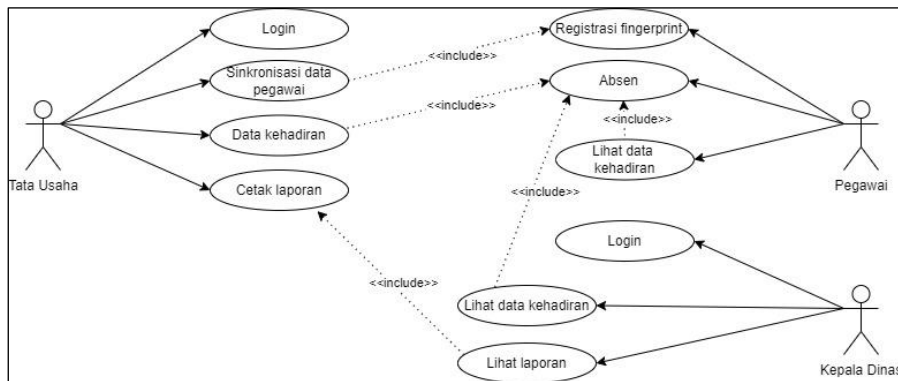 Login
Registrasi fingerprint
<<include>>
Sinkronisasi data
pegawai
Absen
<<include>>
<<include>>
Data kehadiran
Lihat data
kehadiran
Tata Usaha
Pegawai
Cetak laporan
<<include>>
Login
<<include>>
Lihat data kehadiran
Lihat laporan
Kepala Dinas